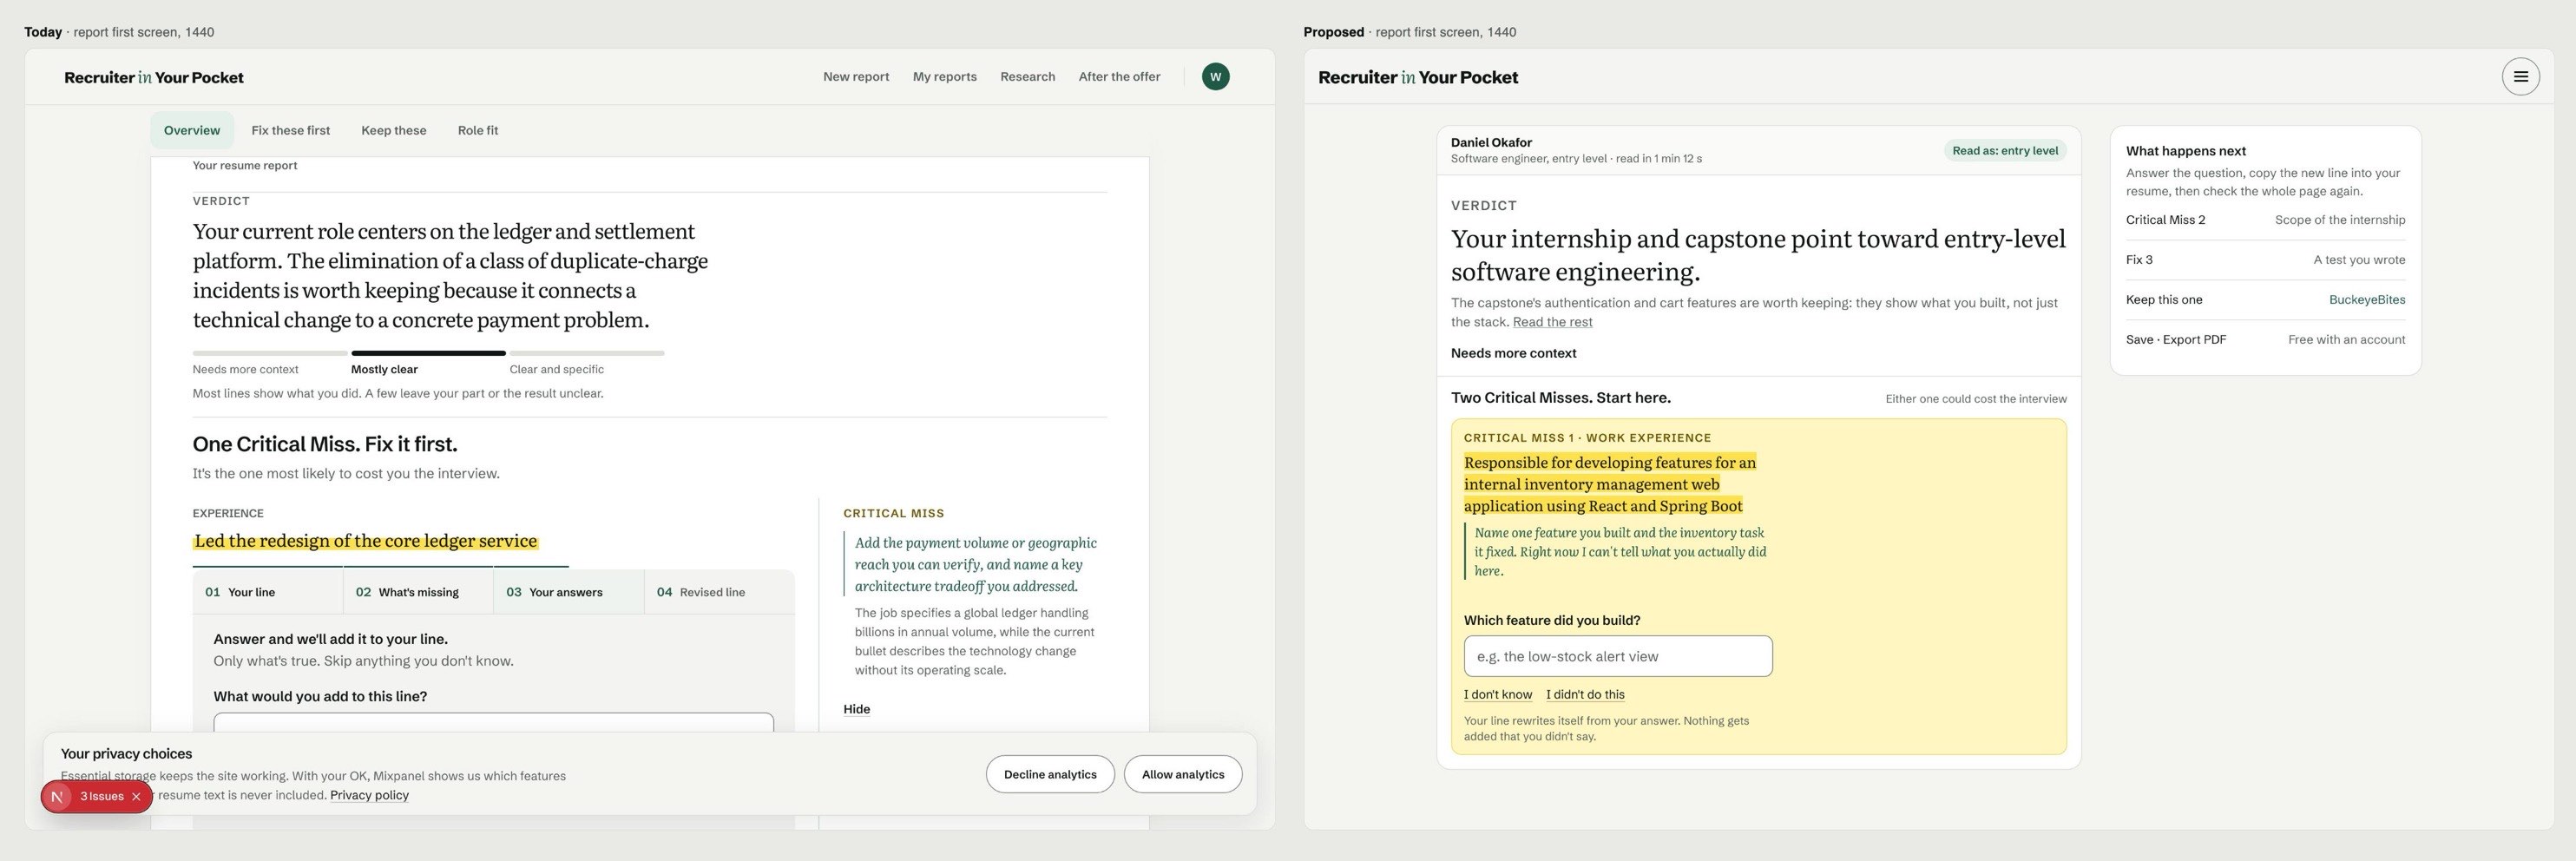 Today · report first screen, 1440
Recruiter in Your Pocket
New report
My reports
Research
After the offer
W
Overview
Fix these first
Keep these
Role fit
Your resume report
VERDICT
Your current role centers on the ledger and settlement
platform. The elimination of a class of duplicate-charge
incidents is worth keeping because it connects a
technical change to a concrete payment problem.
Needs more context
Mostly clear
Clear and specific
Most lines show what you did. A few leave your part or the result unclear.
One Critical Miss. Fix it first.
It's the one most likely to cost you the interview.
EXPERIENCE
Led the redesign of the core ledger service
01 Your line
02 What's missing
03 Your answers
04 Revised line
Answer and we'll add it to your line.
Only what's true. Skip anything you don't know.
What would you add to this line?
CRITICAL MISS
Add the payment volume or geographic
reach you can verify, and name a key
architecture tradeoff you addressed.
The job specifies a global ledger handling
billions in annual volume, while the current
bullet describes the technology change
without its operating scale.
Hide
Your privacy choices
Essential storage keeps the site working. With your OK, Mixpanel shows us which features
resume text is never included. Privacy policy
N 3 Issues ×
Decline analytics
Allow analytics
Proposed · report first screen, 1440
Recruiter in Your Pocket
Daniel Okafor
Software engineer, entry level · read in 1 min 12 s
Read as: entry level
VERDICT
Your internship and capstone point toward entry-level
software engineering.
The capstone's authentication and cart features are worth keeping: they show what you built, not just
the stack. Read the rest
Needs more context
Two Critical Misses. Start here.
Either one could cost the interview
CRITICAL MISS 1 · WORK EXPERIENCE
Responsible for developing features for an
internal inventory management web
application using React and Spring Boot
Name one feature you built and the inventory task
it fixed. Right now I can't tell what you actually did
here.
Which feature did you build?
e.g. the low-stock alert view
I don't know
I didn't do this
Your line rewrites itself from your answer. Nothing gets
added that you didn't say.
What happens next
Answer the question, copy the new line into your
resume, then check the whole page again.
Critical Miss 2
Scope of the internship
Fix 3
A test you wrote
Keep this one
BuckeyeBites
Save · Export PDF
Free with an account